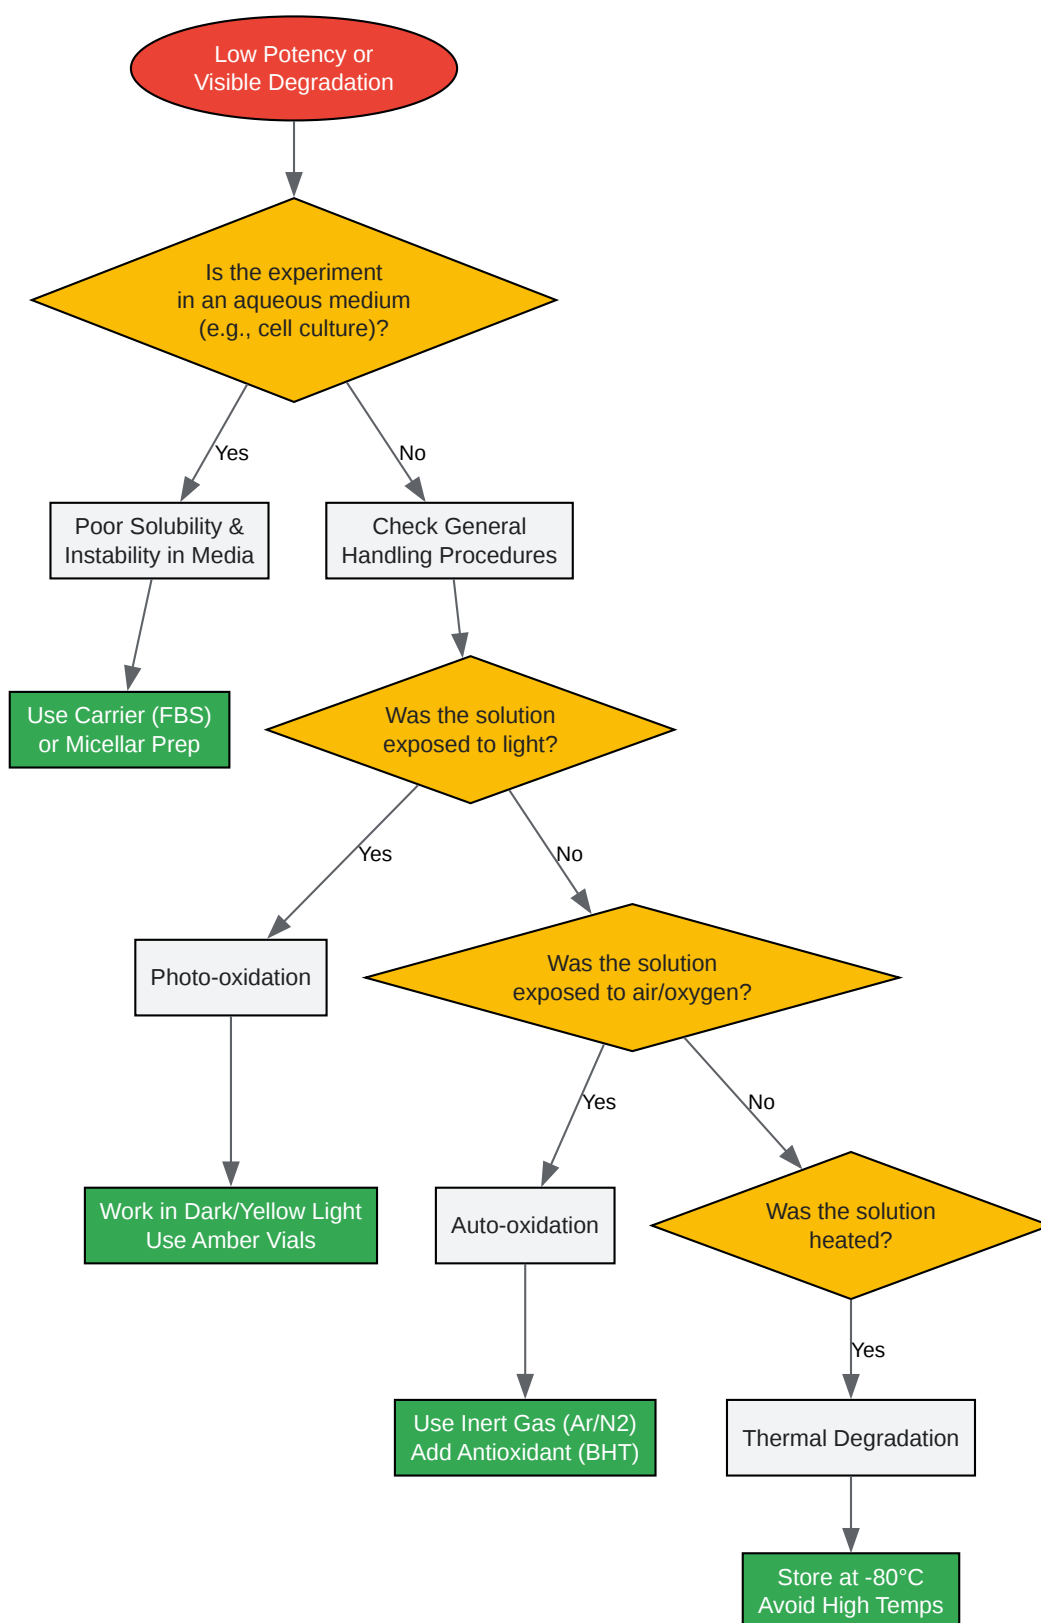 Low Potency or
Visible Degradation
Is the experiment
in an aqueous medium
(e.g., cell culture)?
Yes
No
Poor Solubility &
Instability in Media
Check General
Handling Procedures
Use Carrier (FBS)
or Micellar Prep
Was the solution
exposed to light?
Yes
No
Photo-oxidation
Was the solution
exposed to air/oxygen?
Yes
No
Work in Dark/Yellow Light
Use Amber Vials
Auto-oxidation
Was the solution
heated?
Yes
Use Inert Gas (Ar/N2)
Add Antioxidant (BHT)
Thermal Degradation
Store at -80°C
Avoid High Temps